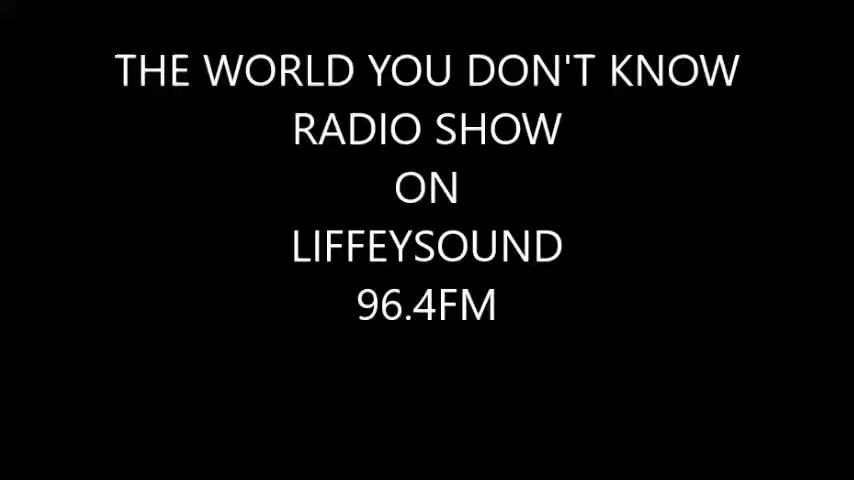 THE WORLD YOU DON'T KNOW
RADIO SHOW
ON
LIFFEYSOUND
96.4FM